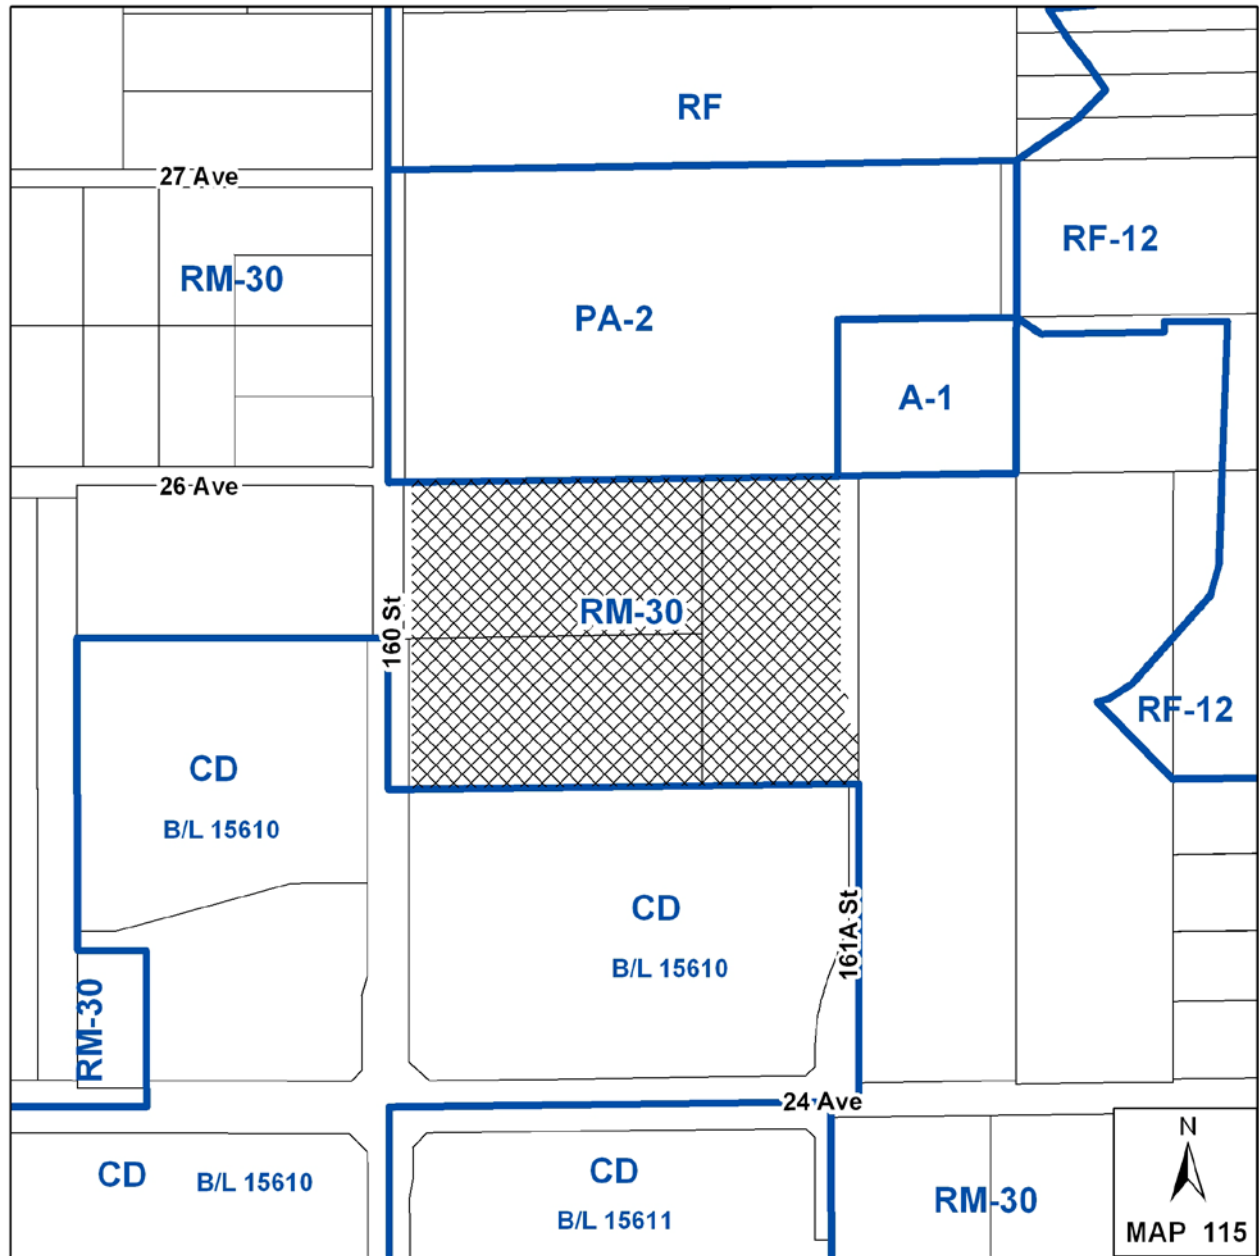 RF
27 Ave
RF-12
RM-30
PA-2
A-1
26 Ave
RM-30
160 St
RF-12
CD
B/L 15610
CD
B/L 15610
161A St
RM-30
24 Ave
N
CD B/L 15610
CD
B/L 15611
RM-30
MAP 115